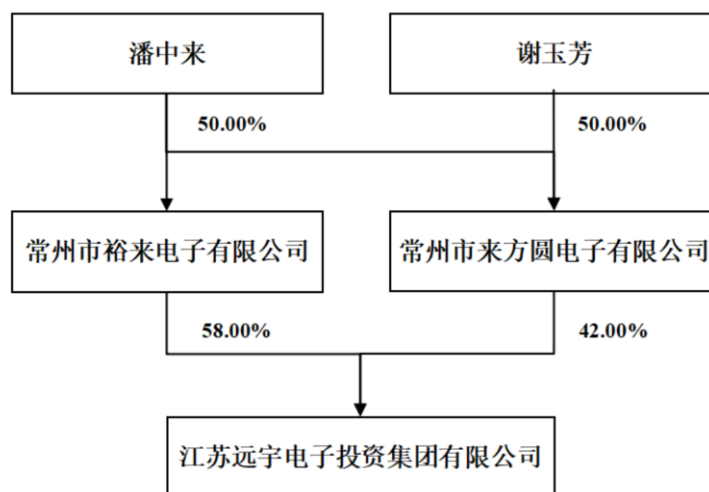 潘中来
谢玉芳
50.00%
50.00%
常州市裕来电子有限公司
常州市来方圆电子有限公司
58.00%
42.00%
江苏远宇电子投资集团有限公司